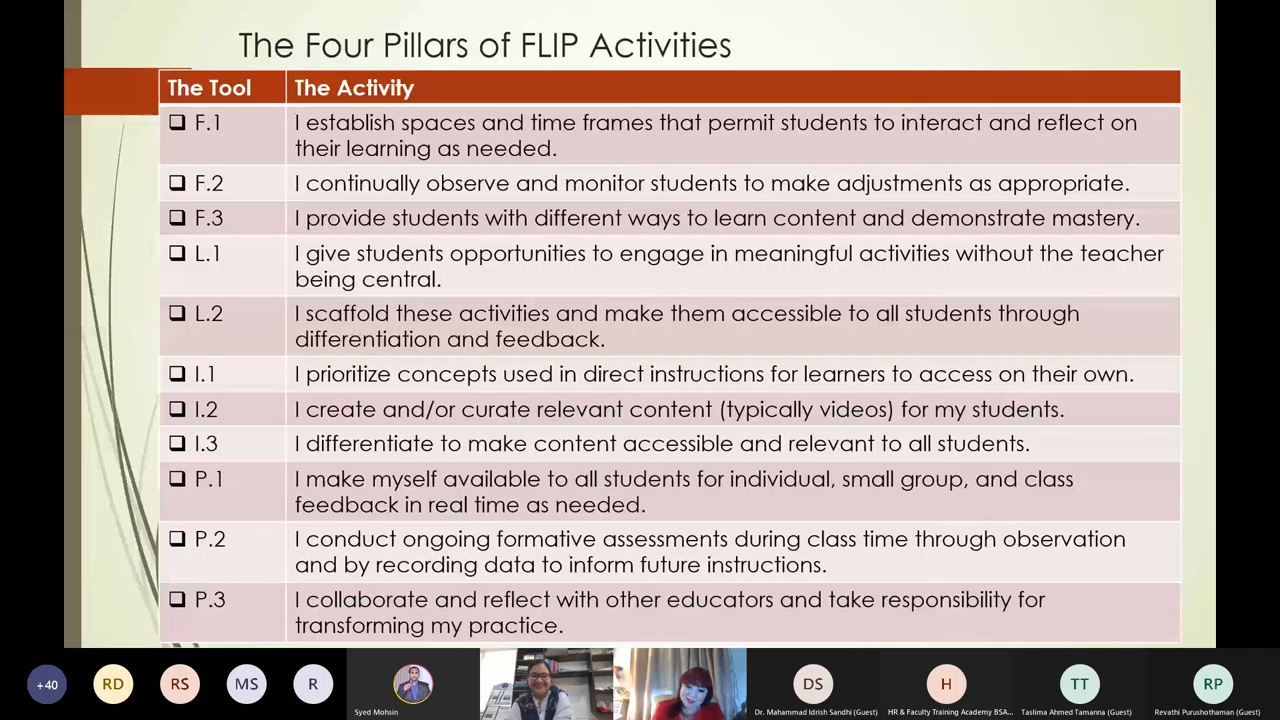 The Four Pillars of FLIP Activities
The Tool
The Activity
F.1
I establish spaces and time frames that permit students to interact and reflect on
their learning as needed.
F.2
I continually observe and monitor students to make adjustments as appropriate.
F.3
I provide students with different ways to learn content and demonstrate mastery.
L.1
I give students opportunities to engage in meaningful activities without the teacher
being central.
L.2
I scaffold these activities and make them accessible to all students through
differentiation and feedback.
I.1
I prioritize concepts used in direct instructions for learners to access on their own.
I.2
I create and/or curate relevant content (typically videos) for my students.
I.3
I differentiate to make content accessible and relevant to all students.
P.1
I make myself available to all students for individual, small group, and class
feedback in real time as needed.
P.2
I conduct ongoing formative assessments during class time through observation
and by recording data to inform future instructions.
P.3
I collaborate and reflect with other educators and take responsibility for
transforming my practice.
+40
RD
RS
MS
R
Syed Mohsin
DS
Dr. Mahammad Idrish Sandhi (Guest)
H
HR & Faculty Training Academy BSA...
TT
Taslima Ahmed Tamanna (Guest)
RP
Revathi Purushothaman (Guest)